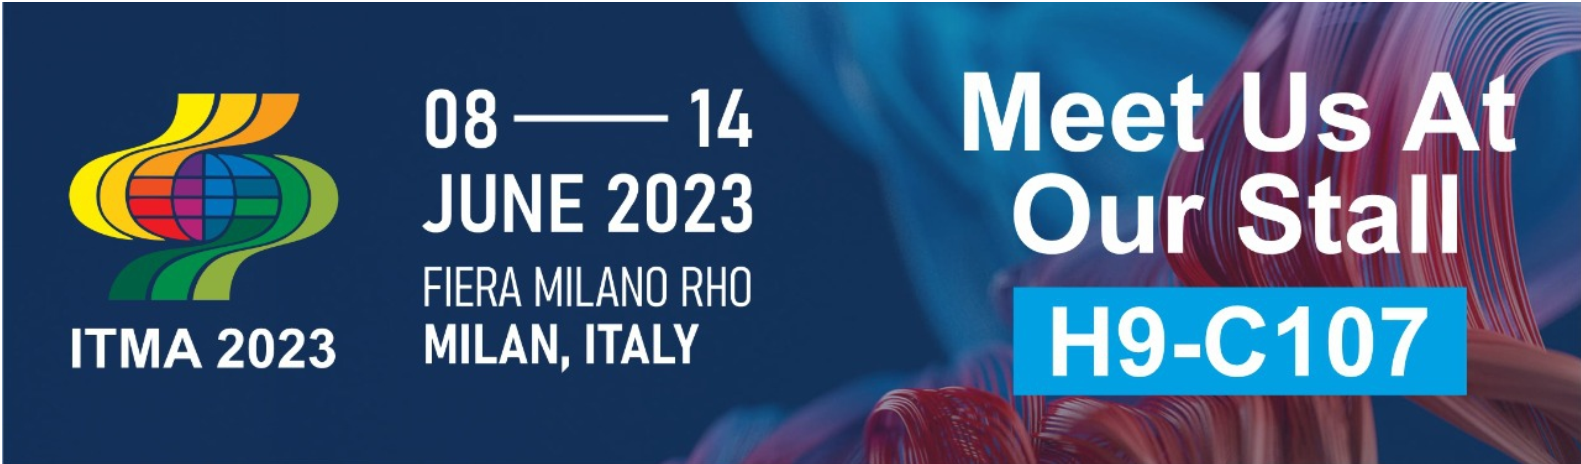 ITMA 2023
08 — 14
JUNE 2023
FIERA MILANO RHO
MILAN, ITALY
Meet Us At
Our Stall
H9-C107